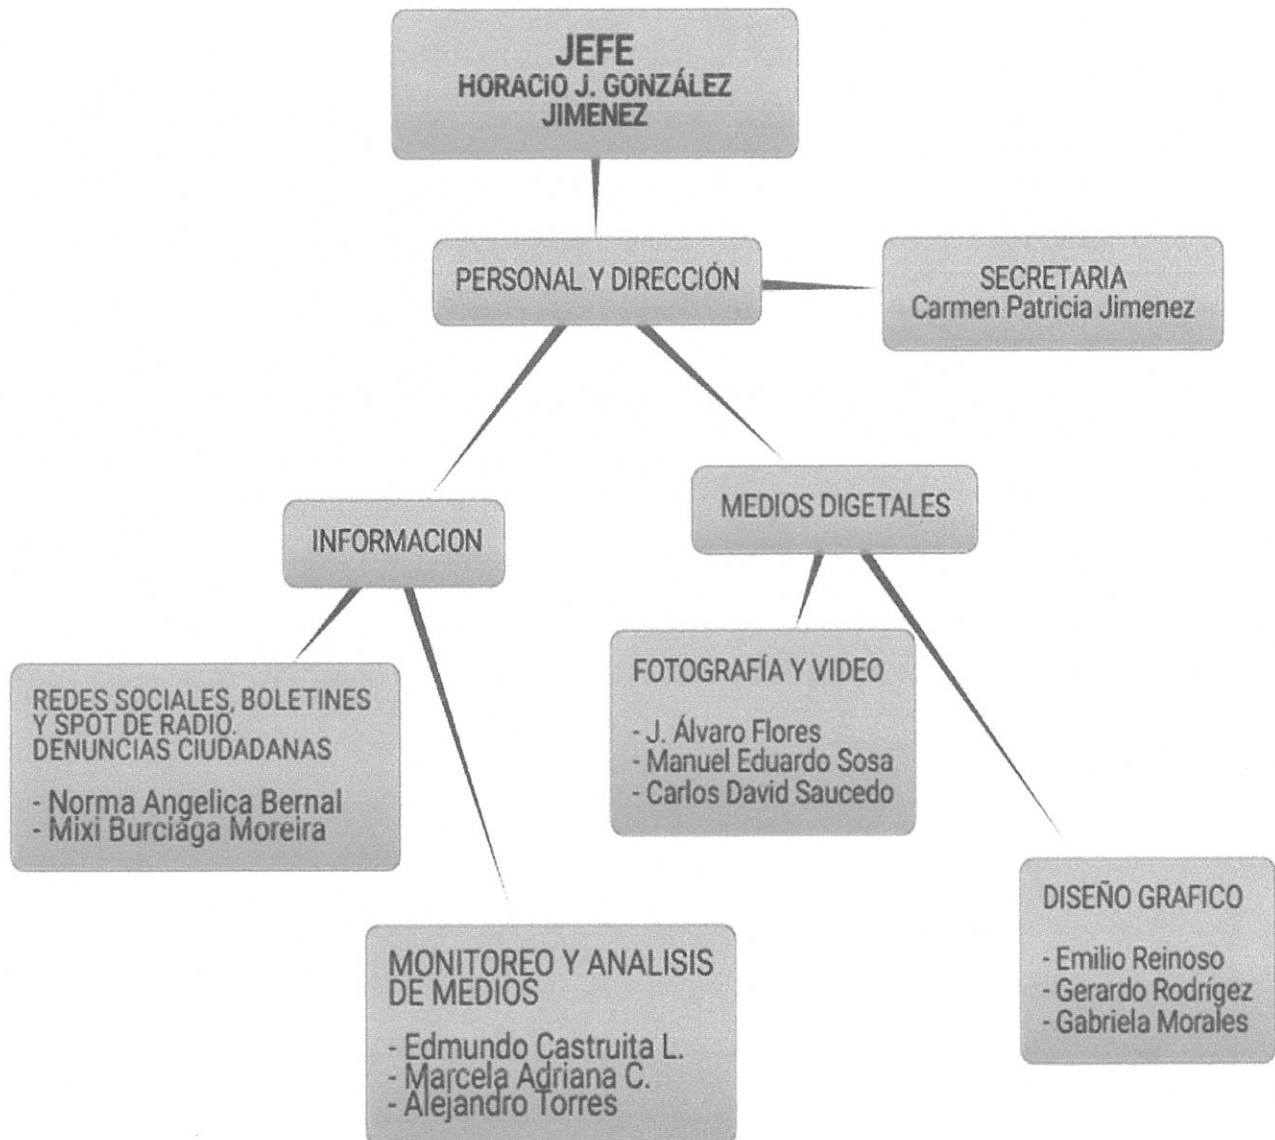 JEFE
HORACIO J. GONZÁLEZ
JIMENEZ
PERSONAL Y DIRECCIÓN
SECRETARIA
Carmen Patricia Jimenez
INFORMACION
MEDIOS DIGETALES
REDES SOCIALES, BOLETINES
Y SPOT DE RADIO.
DENUNCIAS CIUDADANAS
- Norma Angelica Bernal
- Mixi Burciaga Moreira
FOTOGRAFÍA Y VIDEO
- J. Álvaro Flores
- Manuel Eduardo Sosa
- Carlos David Saucedo
MONITOREO Y ANALISIS
DE MEDIOS
- Edmundo Castruita L.
- Marcela Adriana C.
- Alejandro Torres
DISEÑO GRAFICO
- Emilio Reinoso
- Gerardo Rodrígez
- Gabriela Morales